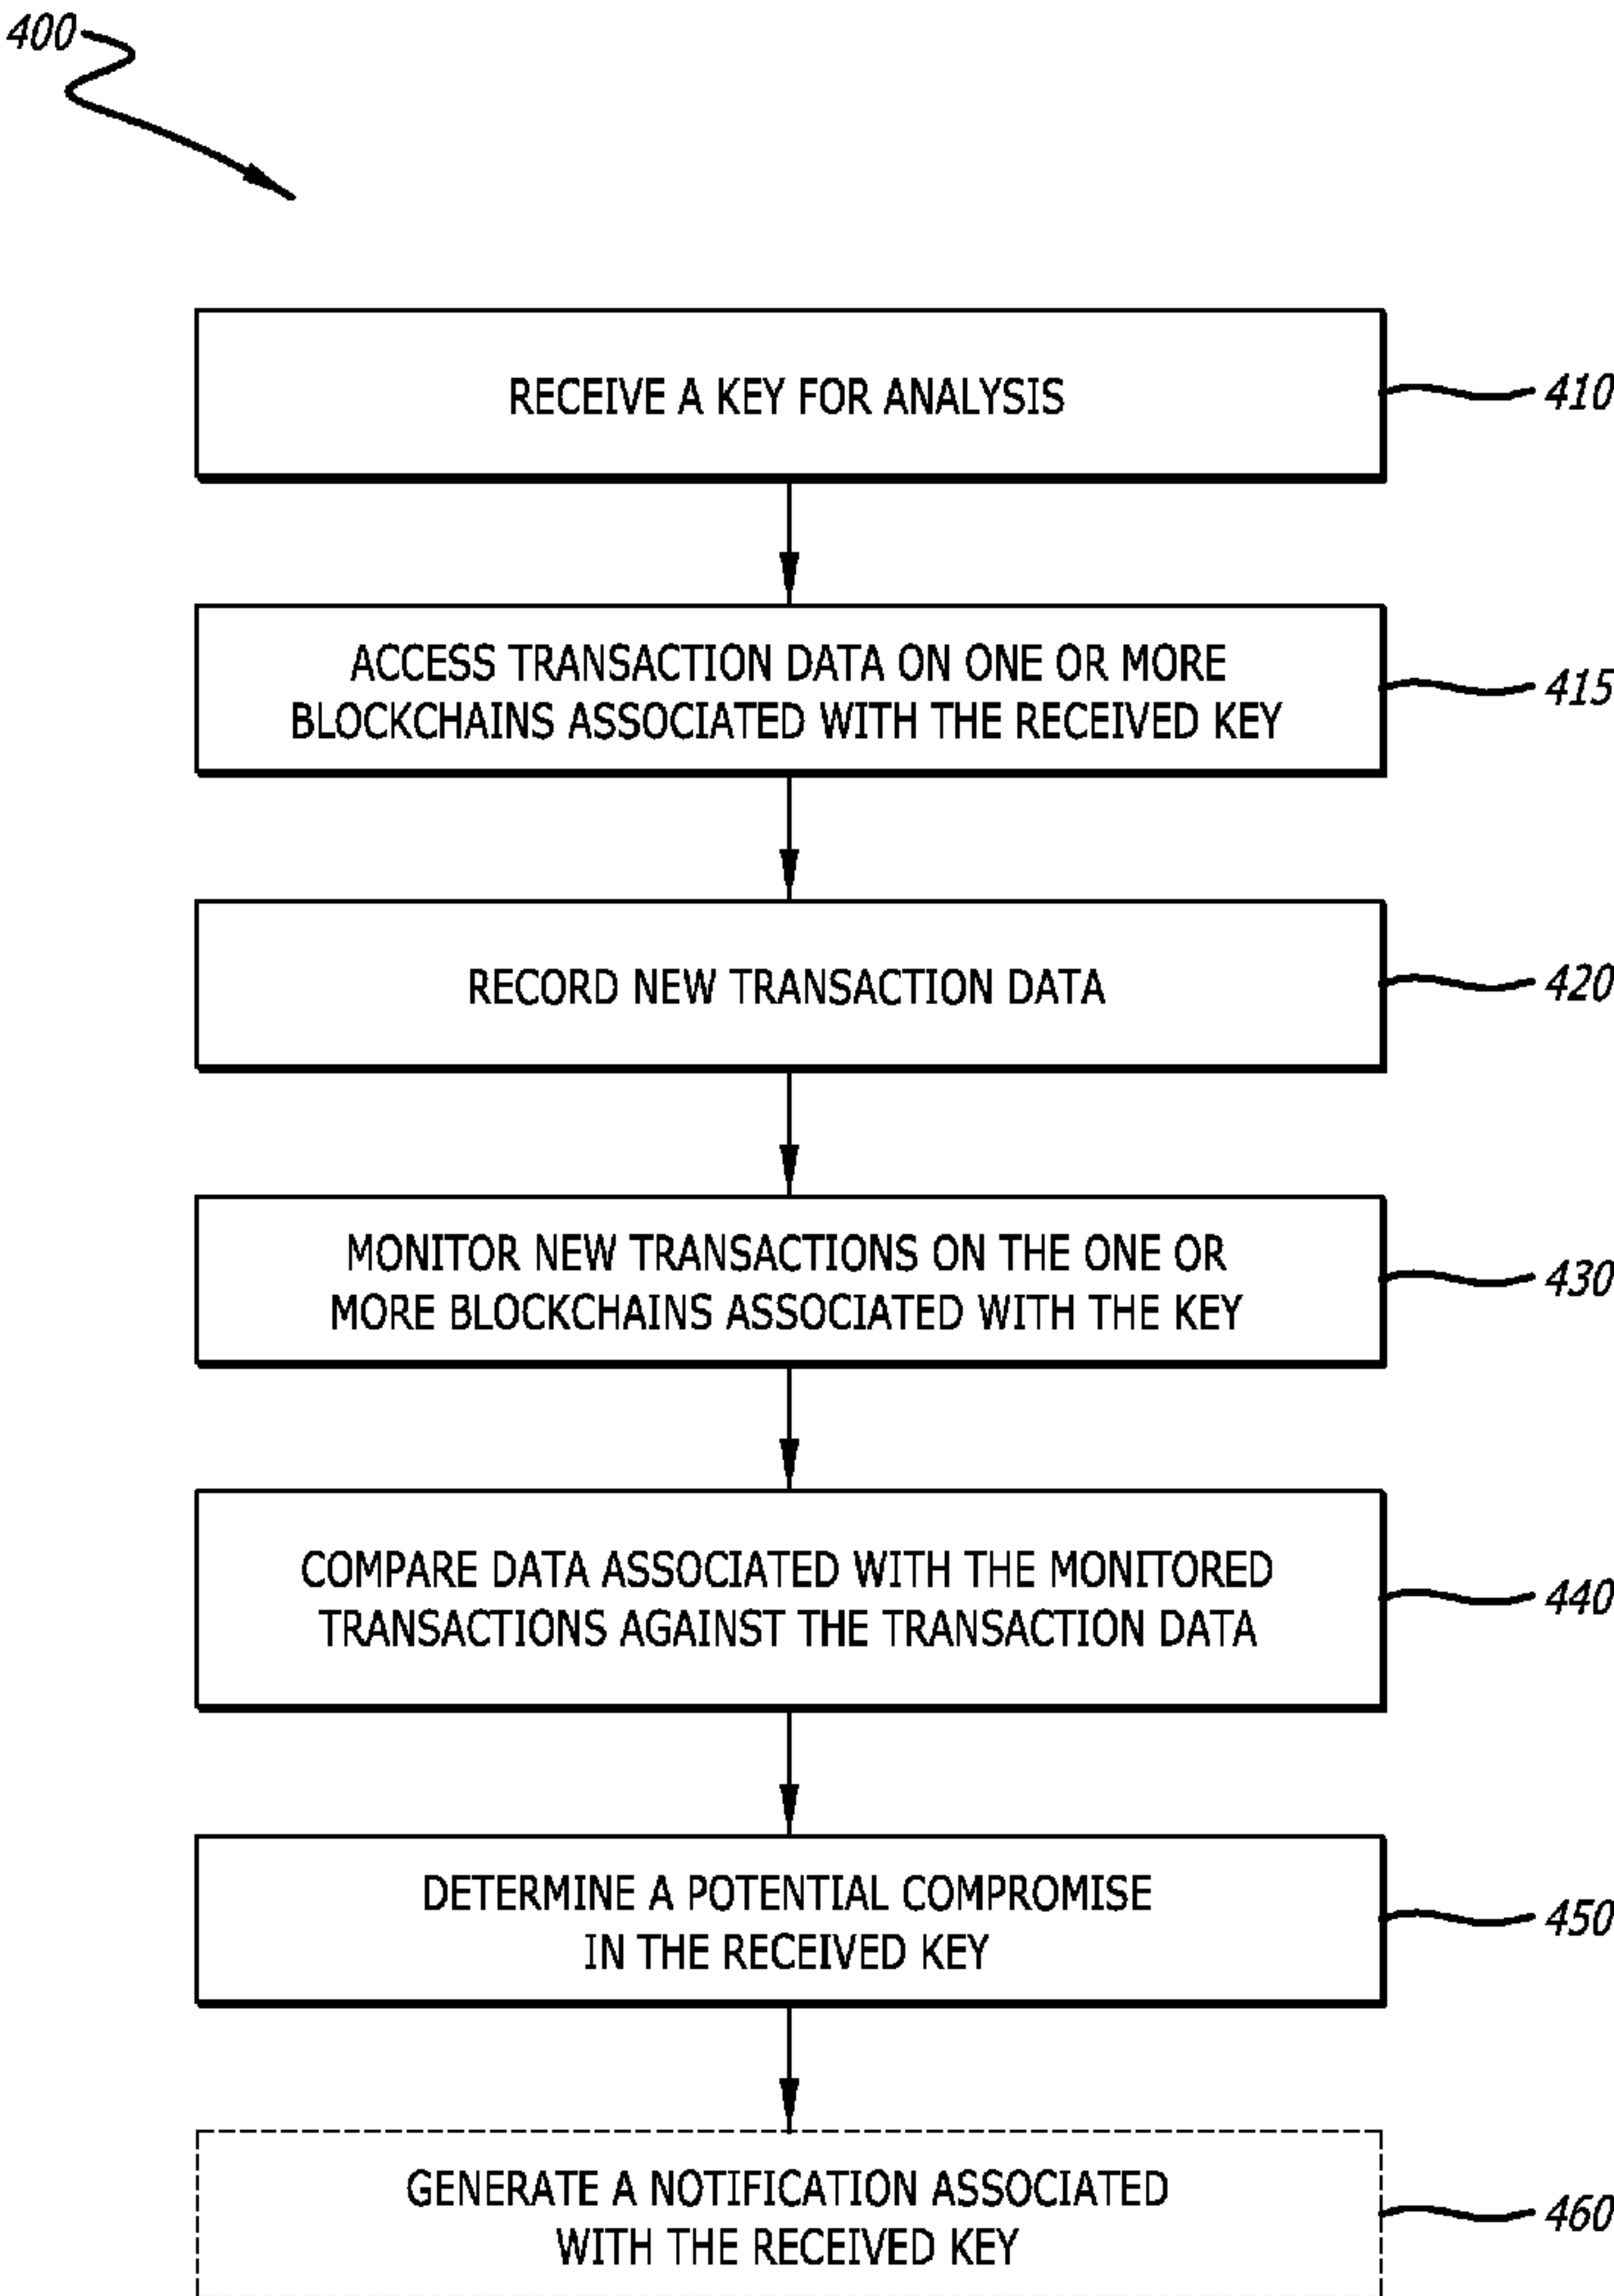 400
RECEIVE A KEY FOR ANALYSIS
410
ACCESS TRANSACTION DATA ON ONE OR MORE
BLOCKCHAINS ASSOCIATED WITH THE RECEIVED KEY
415
RECORD NEW TRANSACTION DATA
420
MONITOR NEW TRANSACTIONS ON THE ONE OR
MORE BLOCKCHAINS ASSOCIATED WITH THE KEY
430
COMPARE DATA ASSOCIATED WITH THE MONITORED
TRANSACTIONS AGAINST THE TRANSACTION DATA
440
DETERMINE A POTENTIAL COMPROMISE
IN THE RECEIVED KEY
450
GENERATE A NOTIFICATION ASSOCIATED
WITH THE RECEIVED KEY
460